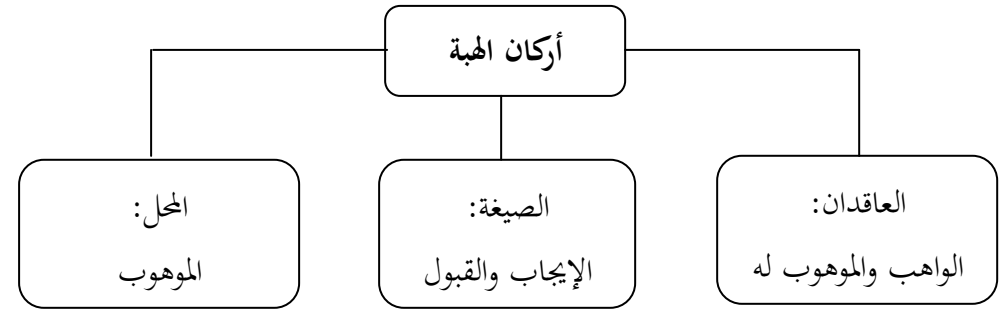 أركان الهبة
العاقدان:
الواهب والموهوب له
الصيغة:
الإيجاب والقبول
المحل:
الموهوب